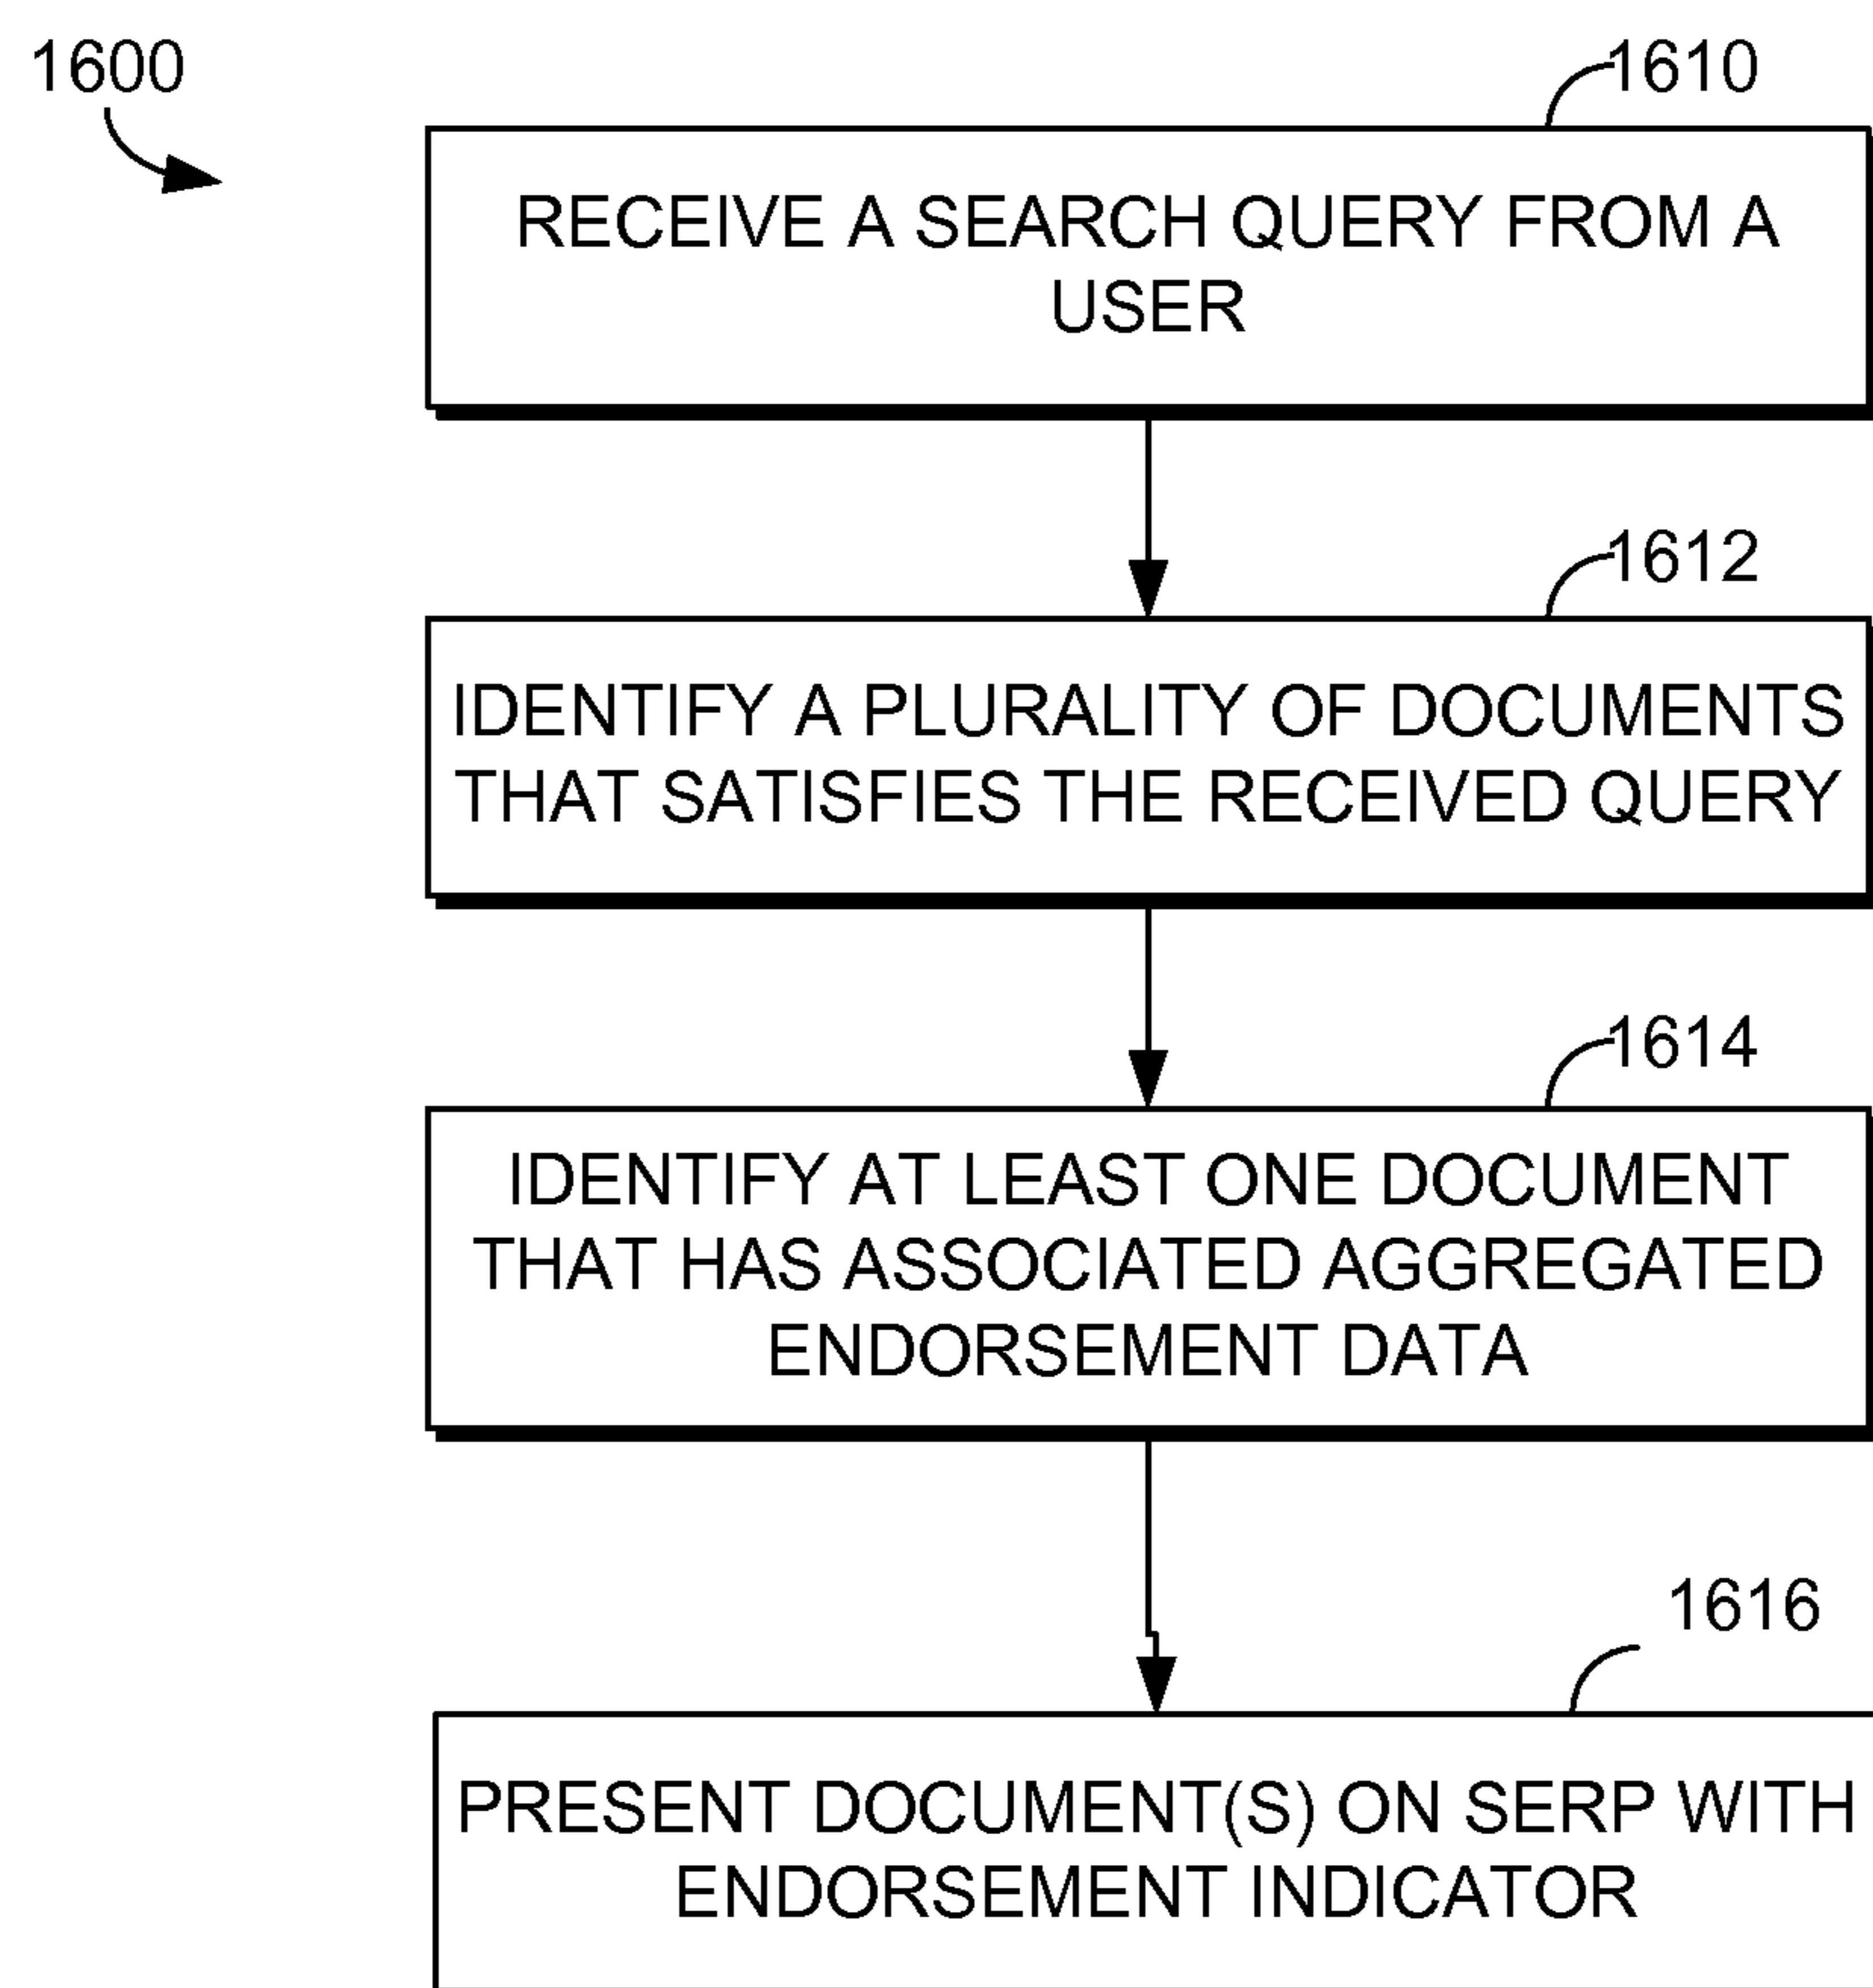 1600
1610
RECEIVE A SEARCH QUERY FROM A
USER
1612
IDENTIFY A PLURALITY OF DOCUMENTS
THAT SATISFIES THE RECEIVED QUERY
1614
IDENTIFY AT LEAST ONE DOCUMENT
THAT HAS ASSOCIATED AGGREGATED
ENDORSEMENT DATA
1616
PRESENT DOCUMENT(S) ON SERP WITH
ENDORSEMENT INDICATOR